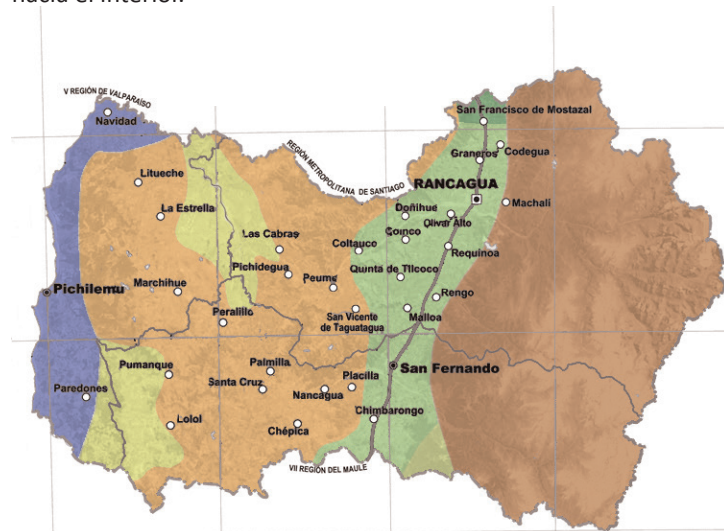 hacia el interior.
V REGIÓN DE VALPARAÍSO
Navidad
San Francisco de Mostazal
REGIÓN METROPOLITANA DE SANTIAGO
Graneros
Codegua
Litueche
RANCAGUA
Machalí
La Estrella
Doñihue
Olivar Alto
Coinco
Las Cabras
Coltauco
Requinoa
Pichidegua
Quinta de Tilcoco
Peumo
Pichilemu
Marchihue
Rengo
Peralillo
San Vicente
de Taguatagua
Malloa
Pumanque
Palmilla
San Fernando
Santa Cruz
Placilla
Nancagua
Paredones
Lolol
Chépica
Chimbarongo
VII REGIÓN DEL MAULE